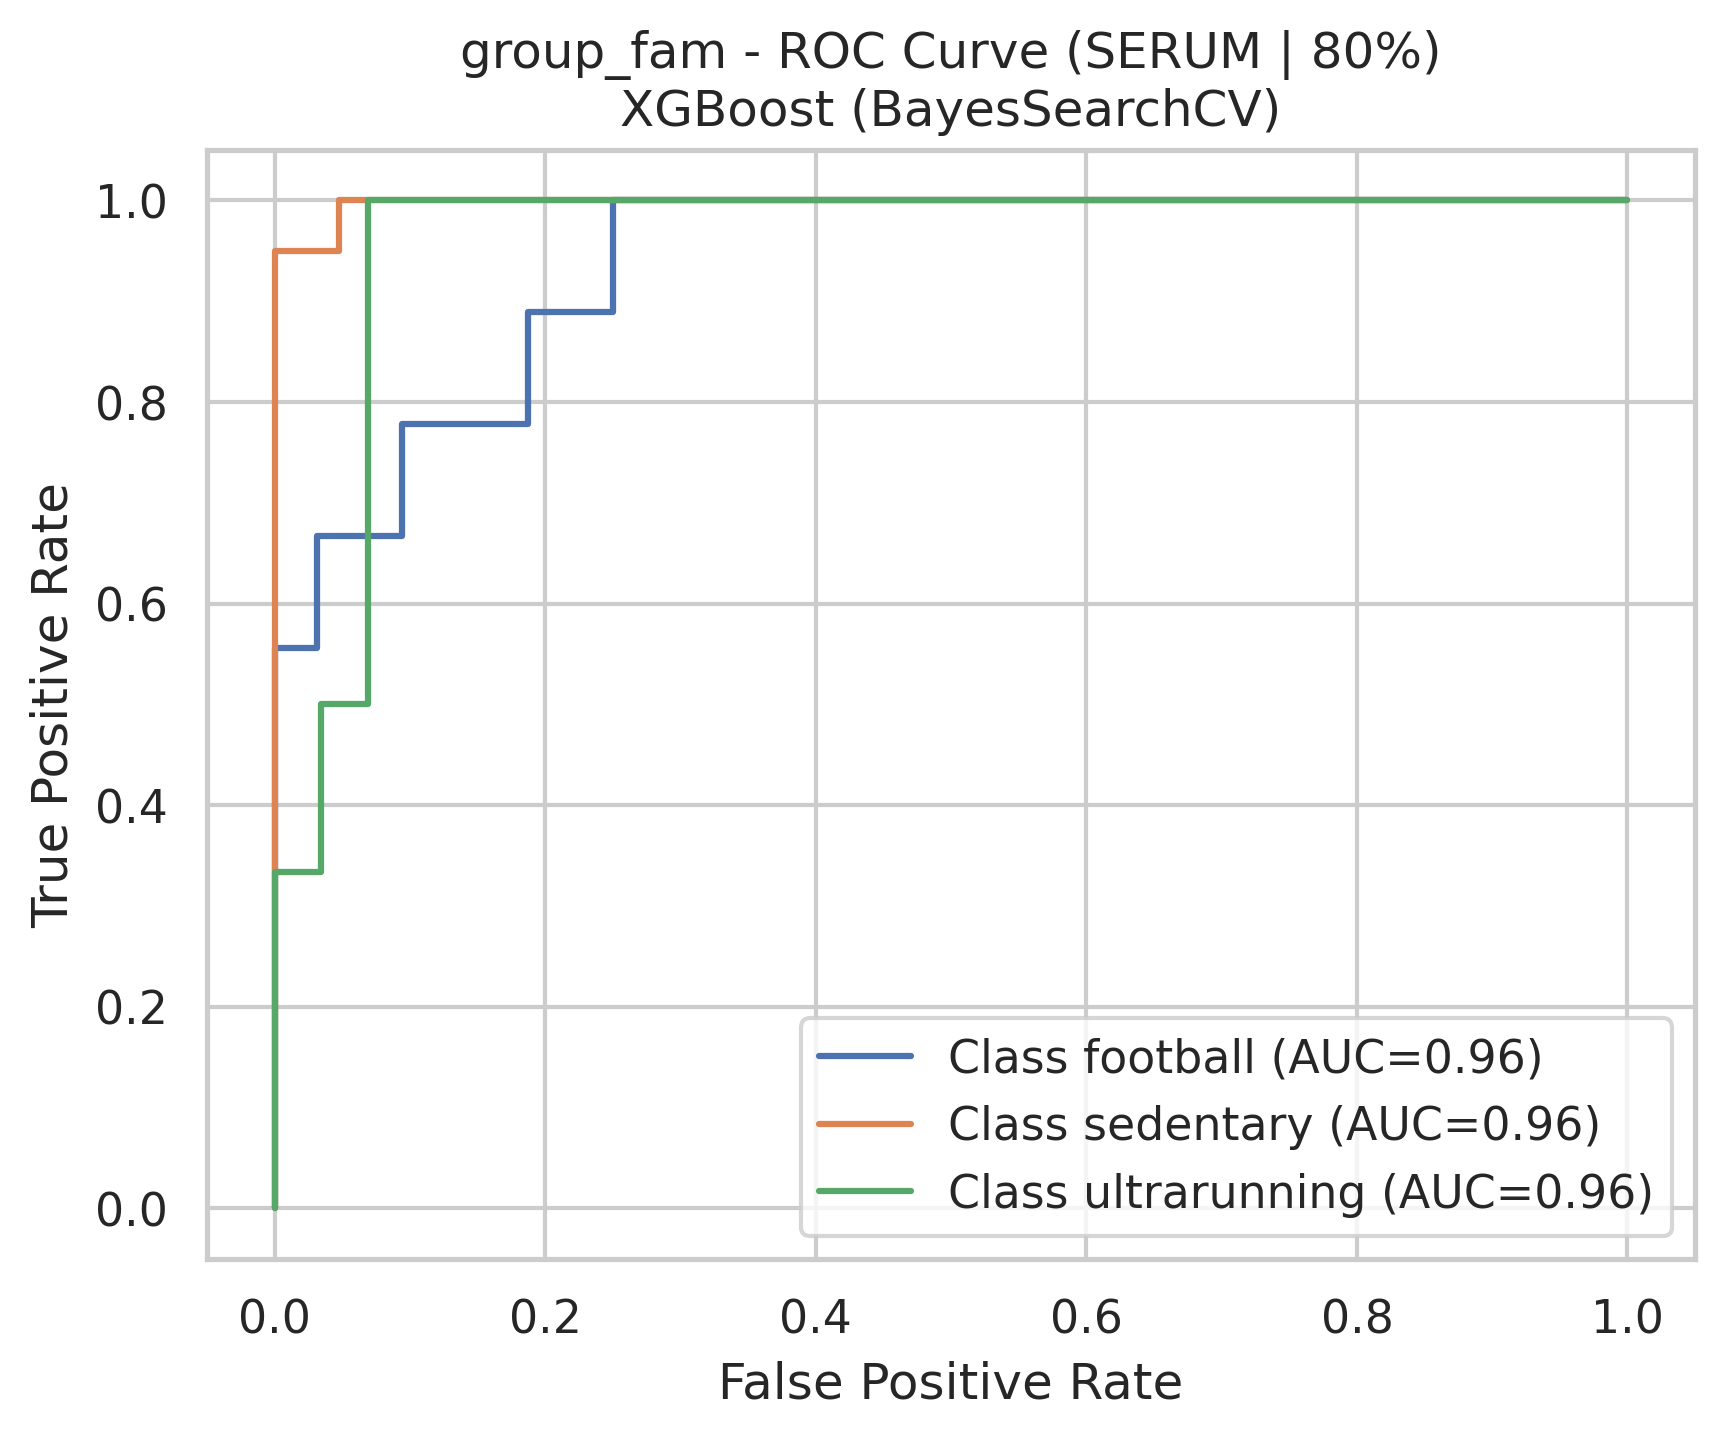 group_fam - ROC Curve (SERUM | 80%)
XGBoost (BayesSearchCV)
True Positive Rate
1.0
0.8
0.6
0.4
0.2
0.0
Class football (AUC=0.96)
Class sedentary (AUC=0.96)
Class ultrarunning (AUC=0.96)
0.0 0.2 0.4 0.6 0.8 1.0
False Positive Rate